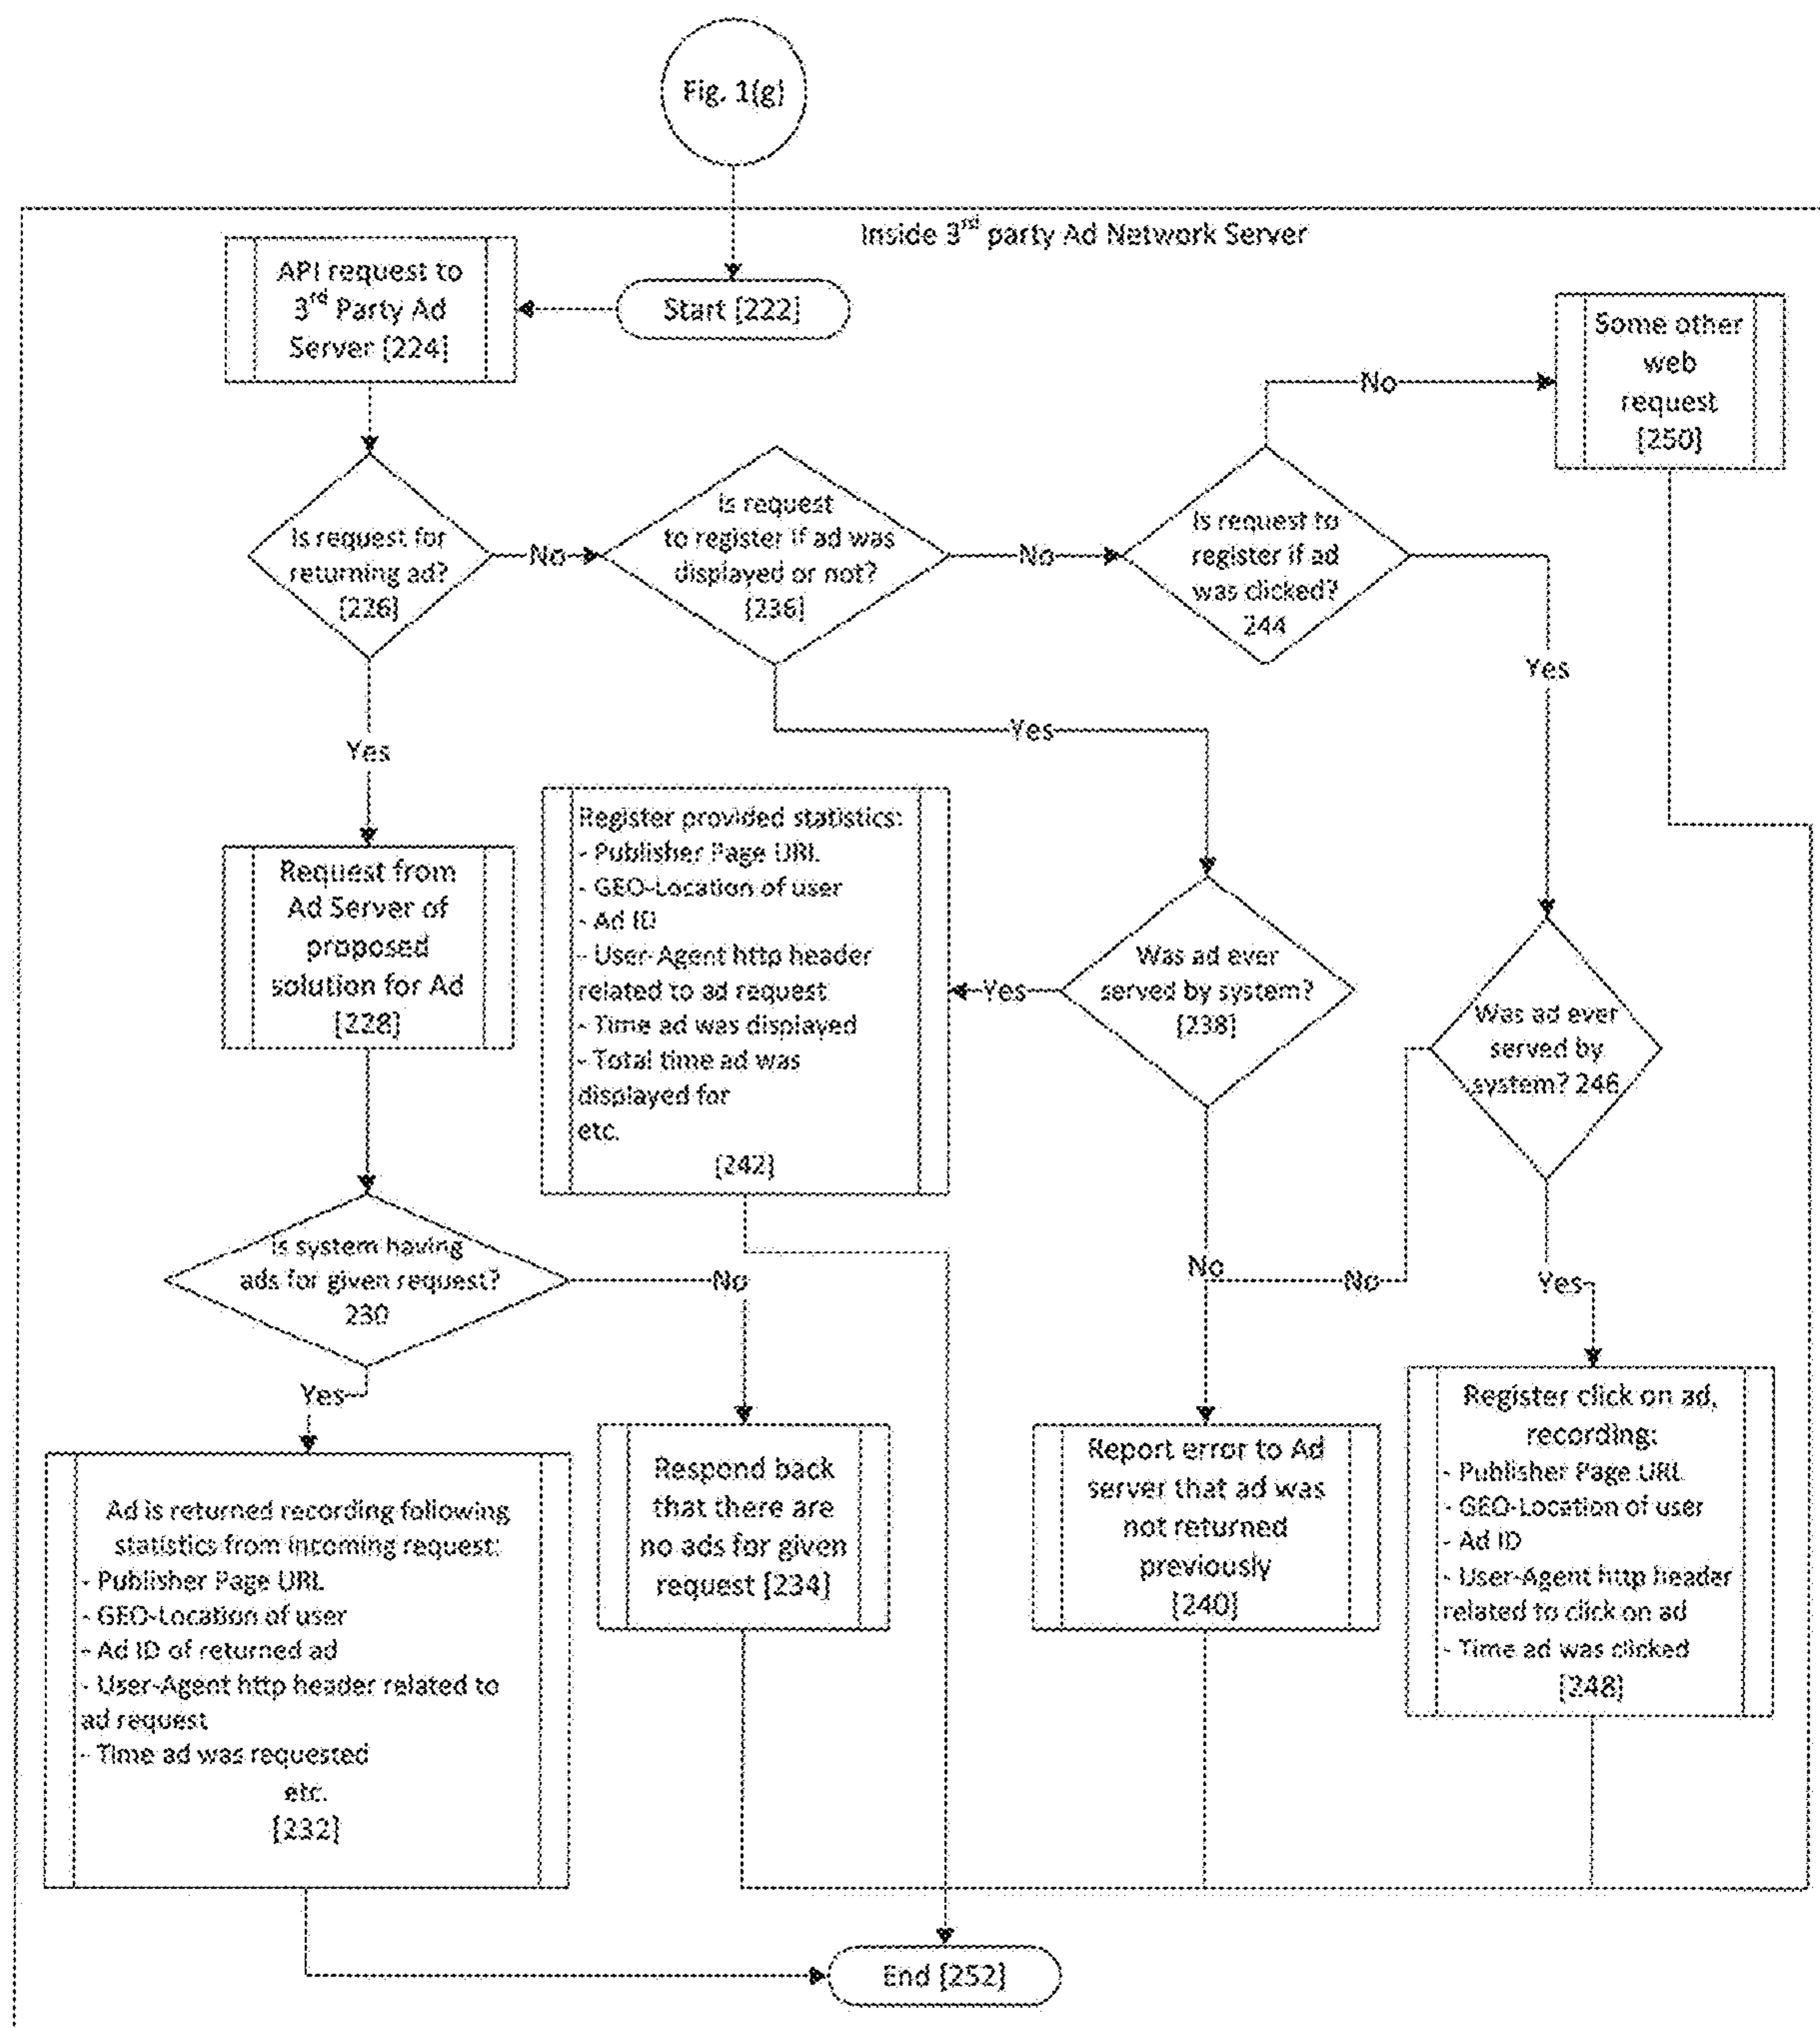 Fig. 1(g)
Inside 3rd party Ad Network Server
Start [222]
API request to
3rd Party Ad
Server [224]
Some other
web
request
[250]
No
Is request for
returning ad?
[226]
No
Is request
to register if ad was
displayed or not?
[236]
No
Is request to
register if ad
was clicked?
244
Yes
Yes
Yes
Request from
Ad Server of
proposed
solution for Ad
[228]
Register provided statistics:
- Publisher Page URL
- GEO-Location of user
- Ad ID
- User-Agent http header
related to ad request
- Time ad was displayed
- Total time ad was
displayed for
etc.
[242]
Yes
Was ad ever
served by system?
[238]
Was ad ever
served by
system? 246
Is system having
ads for given request?
230
No
No
No
Yes
Yes
Ad is returned recording following
statistics from incoming request:
- Publisher Page URL
- GEO-Location of user
- Ad ID of returned ad
- User-Agent http header related to
ad request
- Time ad was requested
etc.
[232]
Respond back
that there are
no ads for given
request [234]
Report error to Ad
server that ad was
not returned
previously
[240]
Register click on ad,
recording:
- Publisher Page URL
- GEO-Location of user
- Ad ID
- User-Agent http header
related to click on ad
- Time ad was clicked
[248]
End [252]